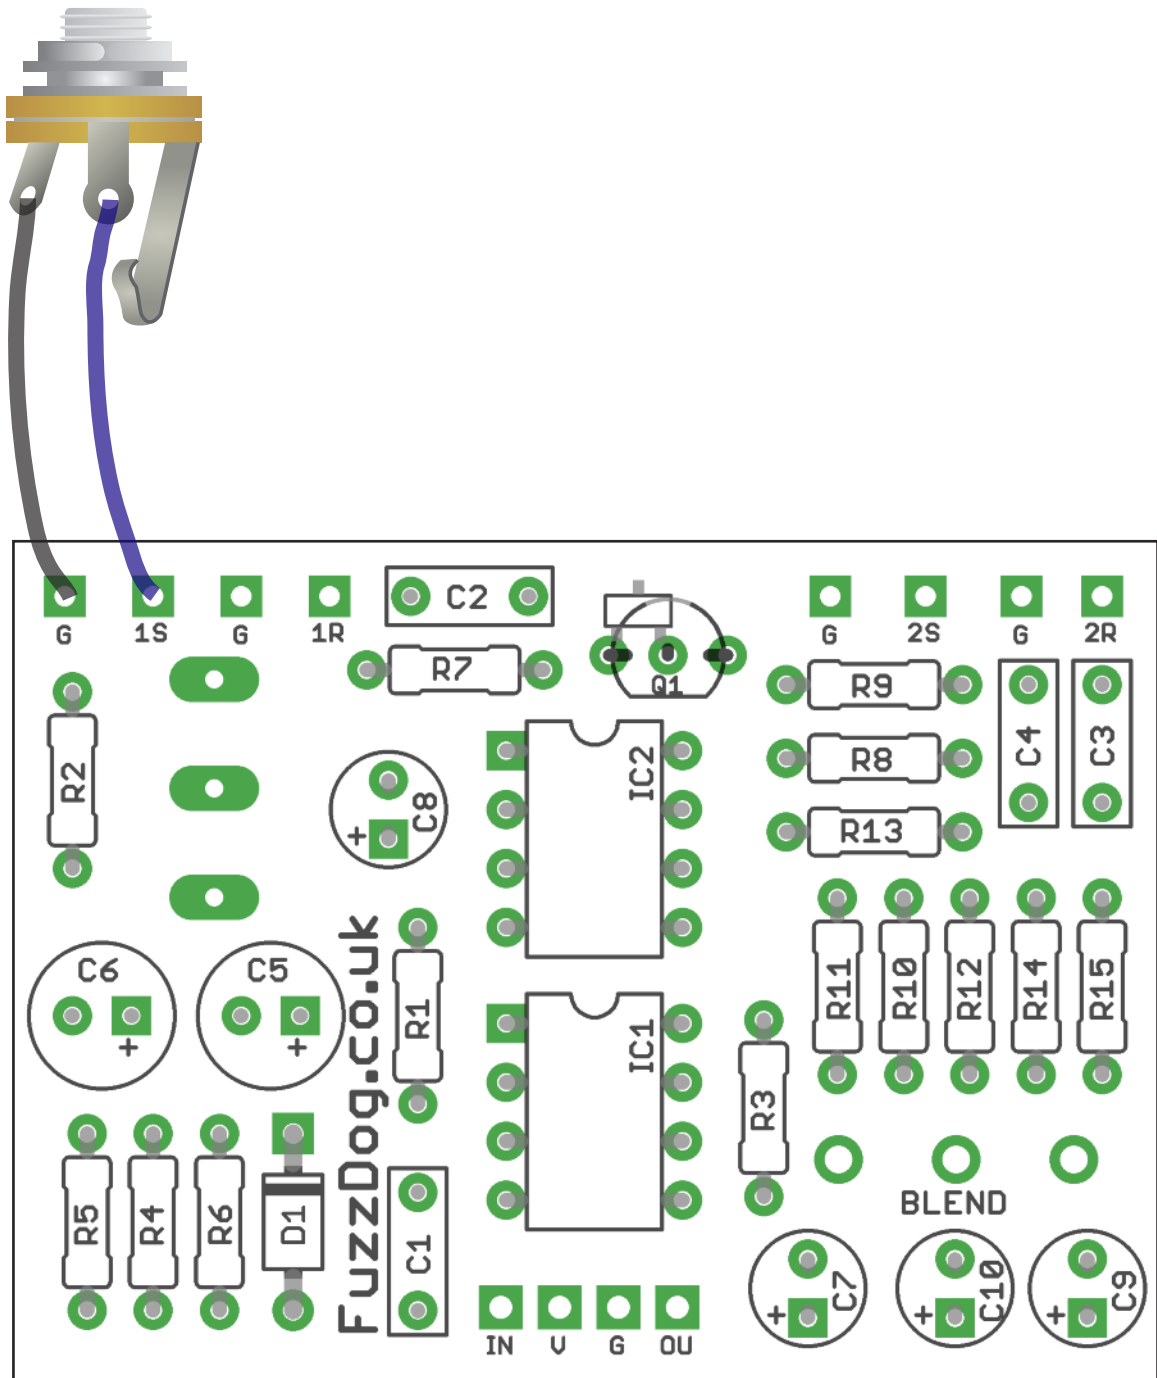 G 1S G 1R
C2
Q1
G 2S G 2R
R7
R9
R8
R13
C4
C3
R2
C8
+
IC2
C6
+
C5
+
FuzzDog.co.uk
R1
IC1
R11
R10
R12
R14
R15
R3
R5
R4
R6
D1
C1
BLEND
IN V G OU
C7
+
C10
+
C9
+